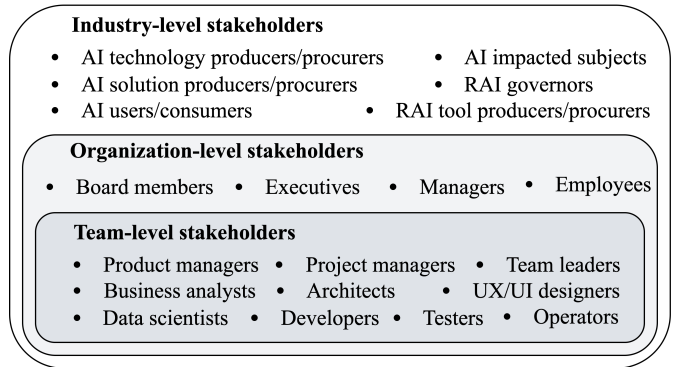 Industry-level stakeholders
• AI technology producers/procurers • AI impacted subjects
• AI solution producers/procurers • RAI governors
• AI users/consumers • RAI tool producers/procurers
Organization-level stakeholders
• Board members • Executives • Managers • Employees
Team-level stakeholders
• Product managers • Project managers • Team leaders
• Business analysts • Architects • UX/UI designers
• Data scientists • Developers • Testers • Operators